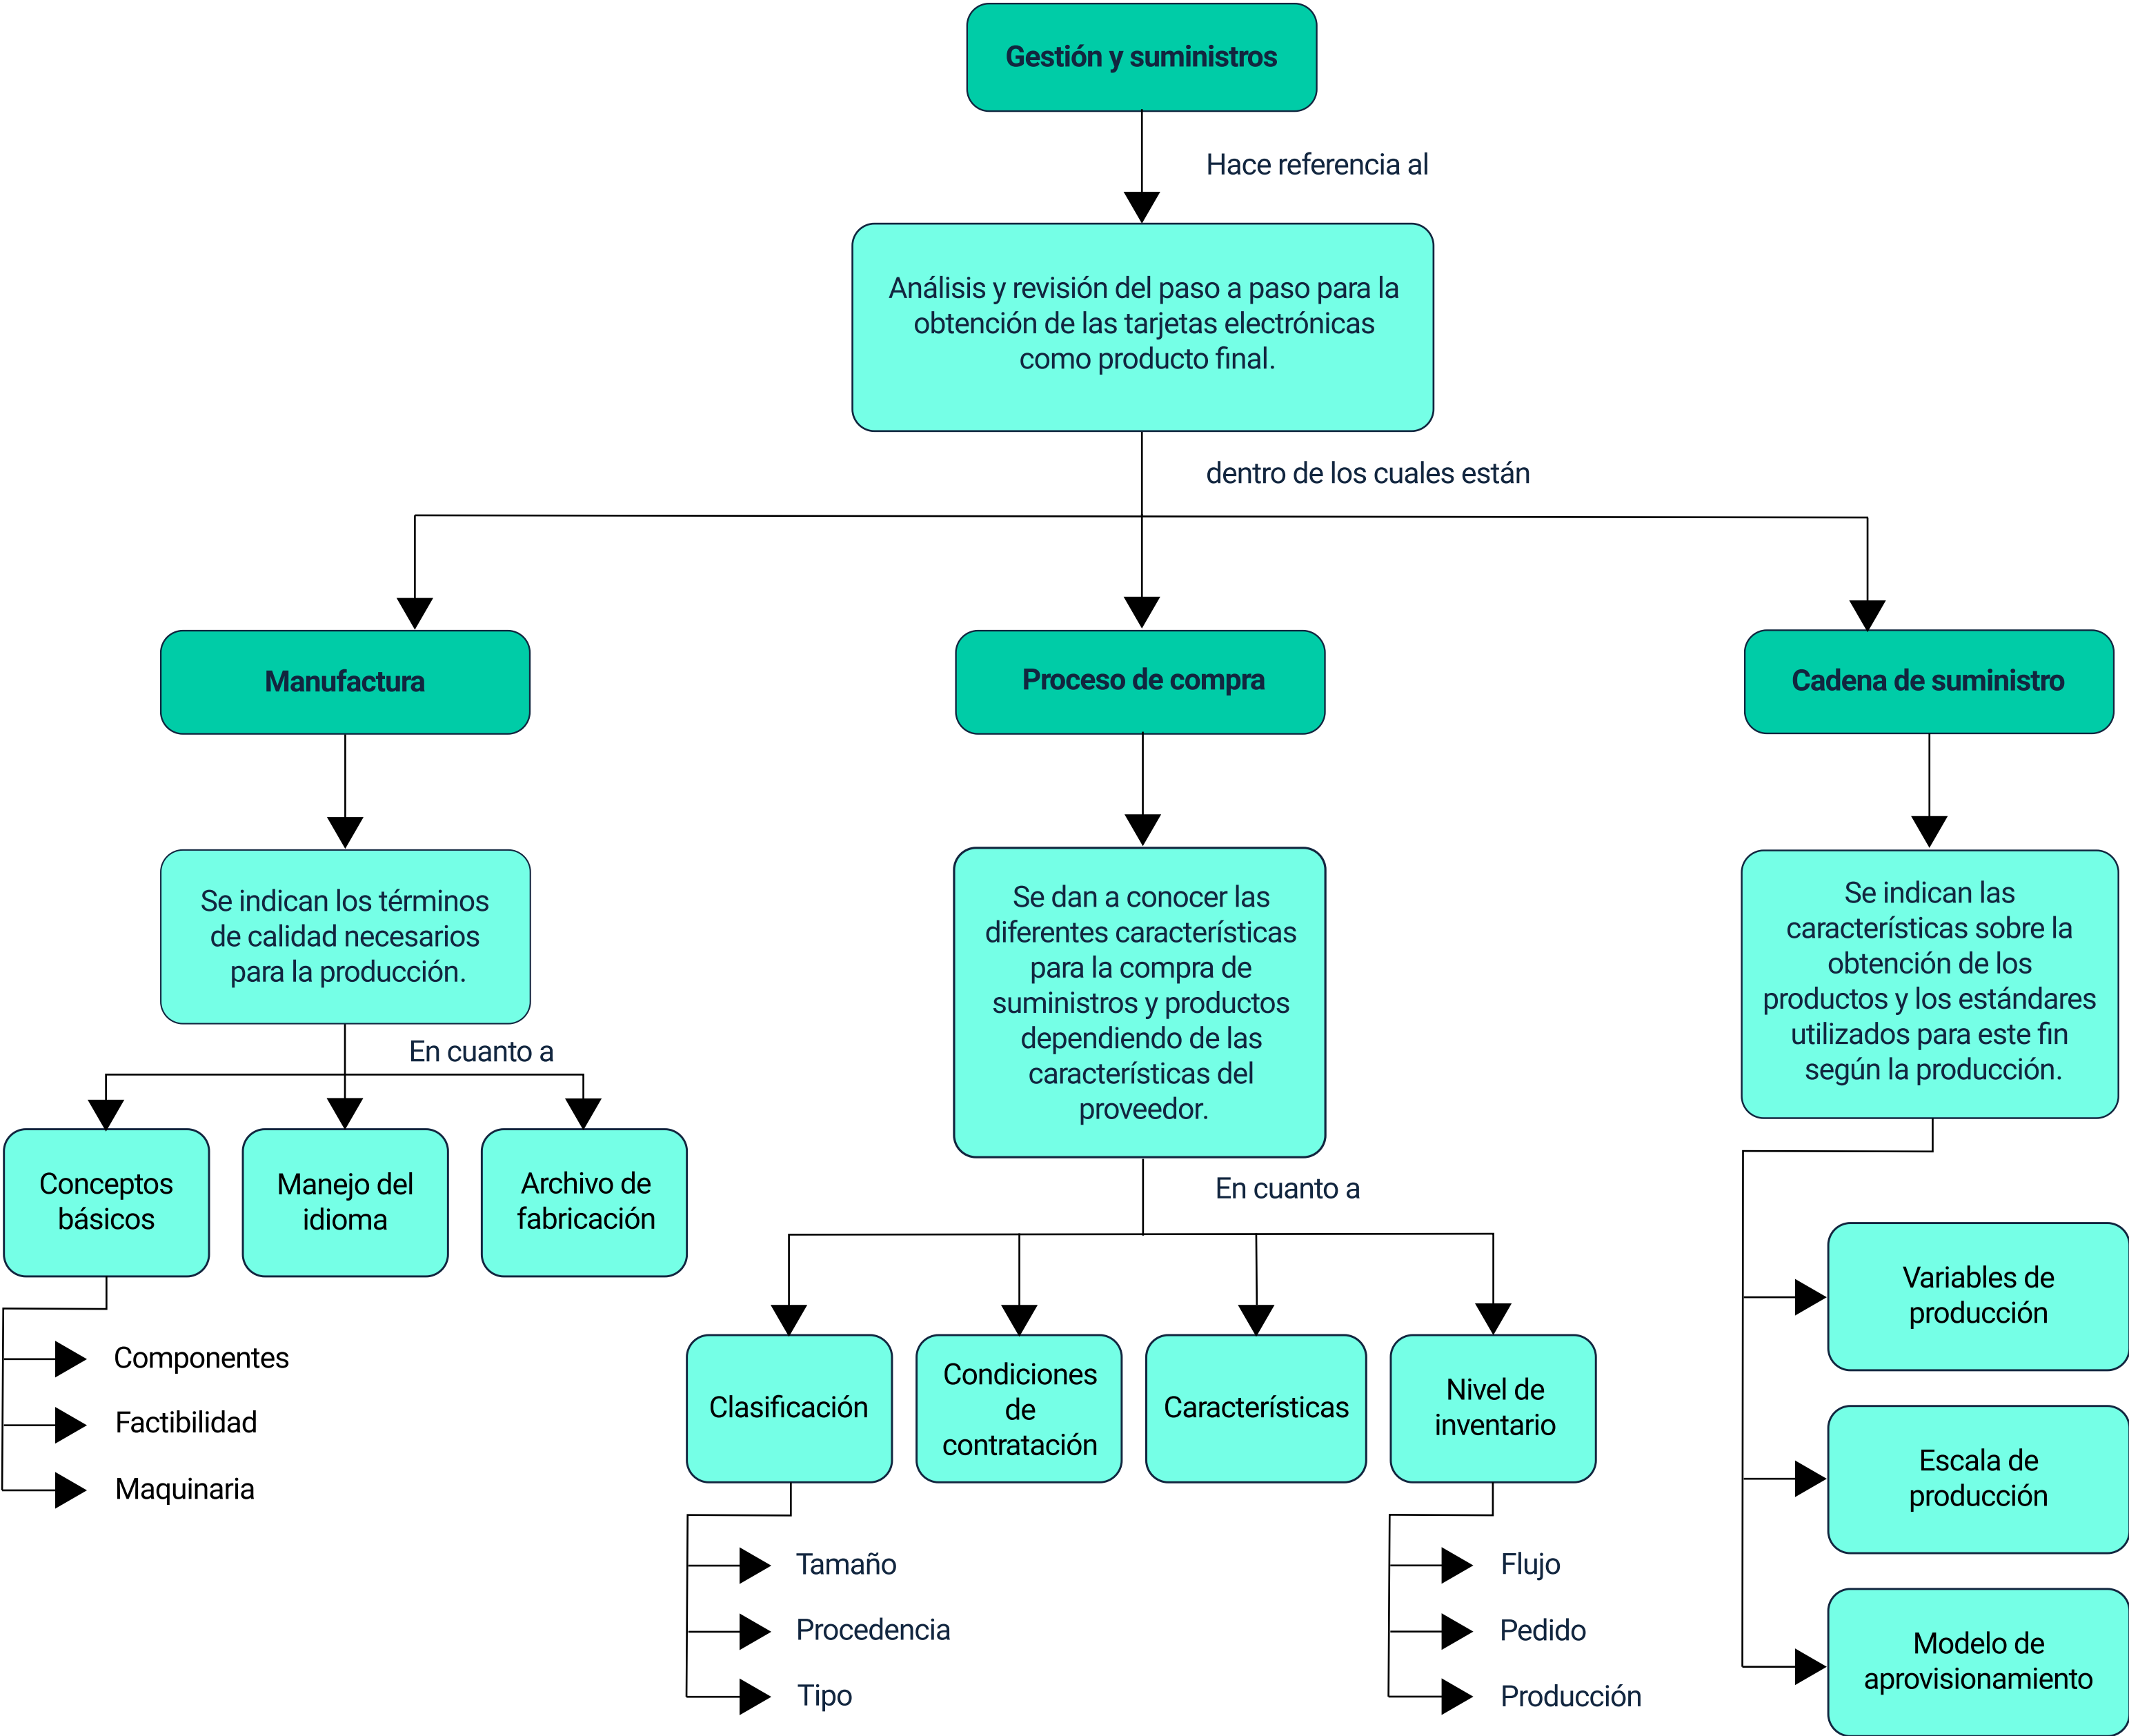 Gestión y suministros
Hace referencia al
Análisis y revisión del paso a paso para la
obtención de las tarjetas electrónicas
como producto final.
dentro de los cuales están
Manufactura
Proceso de compra
Cadena de suministro
Se indican los términos
de calidad necesarios
para la producción.
En cuanto a
Conceptos
básicos
Manejo del
idioma
Archivo de
fabricación
Componentes
Factibilidad
Maquinaria
Se dan a conocer las
diferentes características
para la compra de
suministros y productos
dependiendo de las
características del
proveedor.
En cuanto a
Clasificación
Condiciones
de
contratación
Características
Nivel de
inventario
Tamaño
Procedencia
Tipo
Flujo
Pedido
Producción
Se indican las
características sobre la
obtención de los
productos y los estándares
utilizados para este fin
según la producción.
Variables de
producción
Escala de
producción
Modelo de
aprovisionamiento